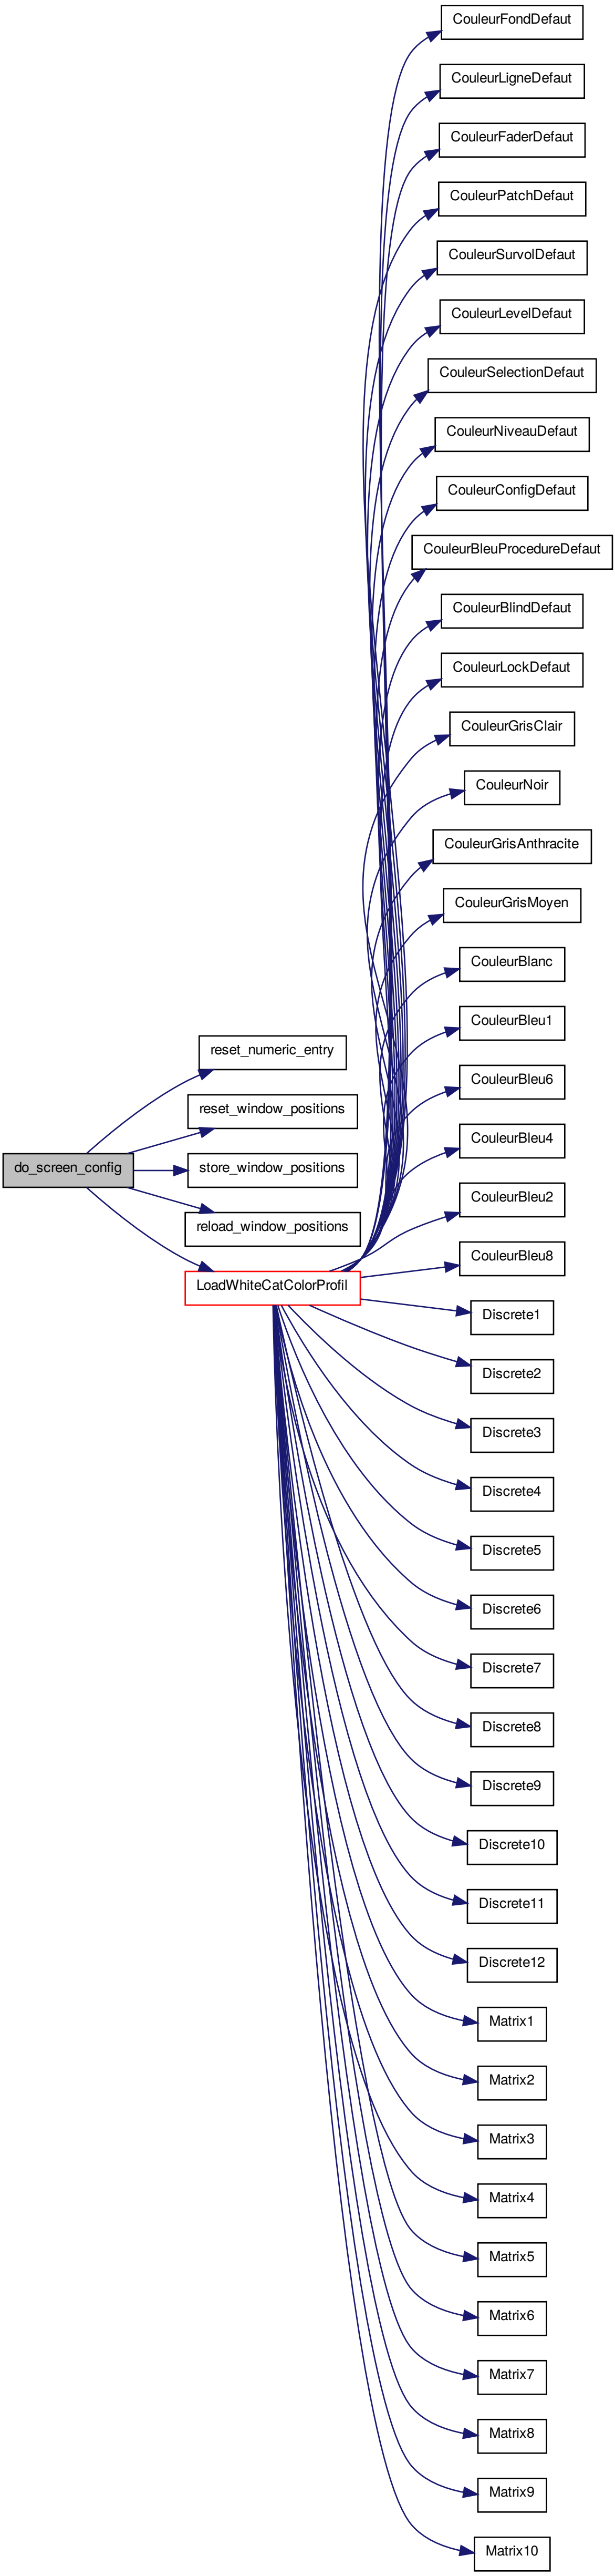 CouleurFondDefaut
CouleurLigneDefaut
CouleurFaderDefaut
CouleurPatchDefaut
CouleurSurvolDefaut
CouleurLevelDefaut
CouleurSelectionDefaut
CouleurNiveauDefaut
CouleurConfigDefaut
CouleurBleuProcedureDefaut
CouleurBlindDefaut
CouleurLockDefaut
CouleurGrisClair
CouleurNoir
CouleurGrisAnthracite
CouleurGrisMoyen
CouleurBlanc
CouleurBleu1
reset_numeric_entry
CouleurBleu6
reset_window_positions
CouleurBleu4
do_screen_config
store_window_positions
CouleurBleu2
reload_window_positions
CouleurBleu8
LoadWhiteCatColorProfil
Discrete1
Discrete2
Discrete3
Discrete4
Discrete5
Discrete6
Discrete7
Discrete8
Discrete9
Discrete10
Discrete11
Discrete12
Matrix1
Matrix2
Matrix3
Matrix4
Matrix5
Matrix6
Matrix7
Matrix8
Matrix9
Matrix10